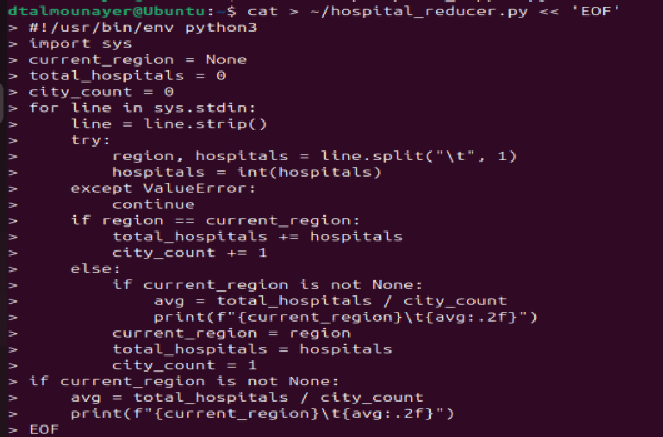 dtalmounayer@Ubuntu:~$ cat > ~/hospital_reducer.py << 'EOF'
> #!/usr/bin/env python3
> import sys
> current_region = None
> total_hospitals = 0
> city_count = 0
> for line in sys.stdin:
>     line = line.strip()
>     try:
>         region, hospitals = line.split("\t", 1)
>         hospitals = int(hospitals)
>     except ValueError:
>         continue
>     if region == current_region:
>         total_hospitals += hospitals
>         city_count += 1
>     else:
>         if current_region is not None:
>             avg = total_hospitals / city_count
>             print(f"{current_region}\t{avg:.2f}")
>         current_region = region
>         total_hospitals = hospitals
>         city_count = 1
> if current_region is not None:
>     avg = total_hospitals / city_count
>     print(f"{current_region}\t{avg:.2f}")
> EOF